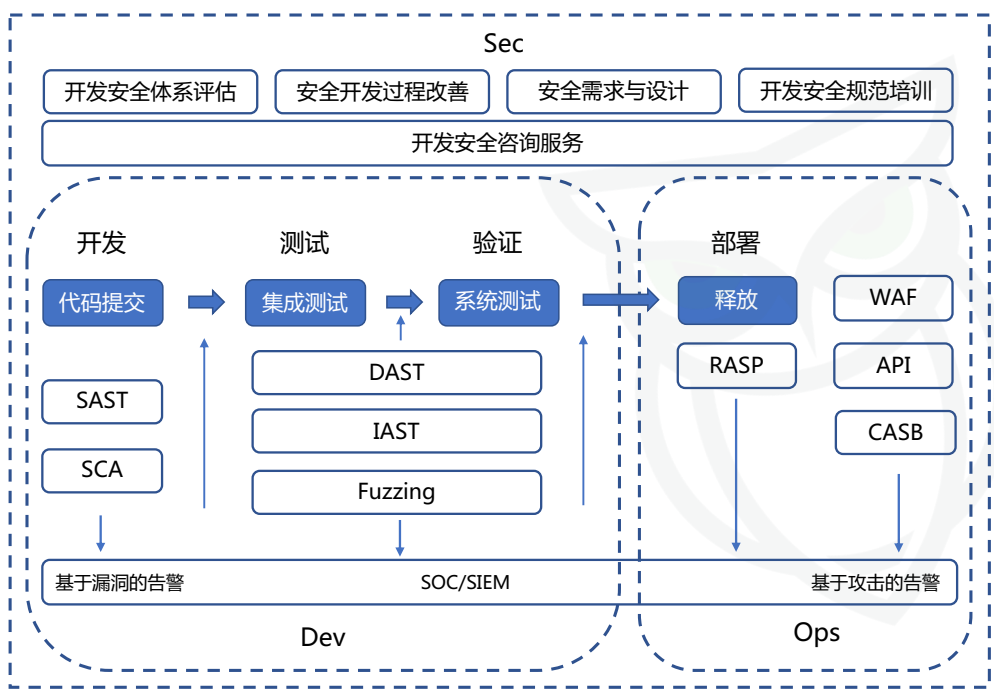 Sec
开发安全体系评估
安全开发过程改善
安全需求与设计
开发安全规范培训
开发安全咨询服务
开发
测试
验证
部署
代码提交
集成测试
系统测试
释放
WAF
SAST
SCA
DAST
IAST
Fuzzing
RASP
API
CASB
基于漏洞的告警
SOC/SIEM
基于攻击的告警
Dev
Ops